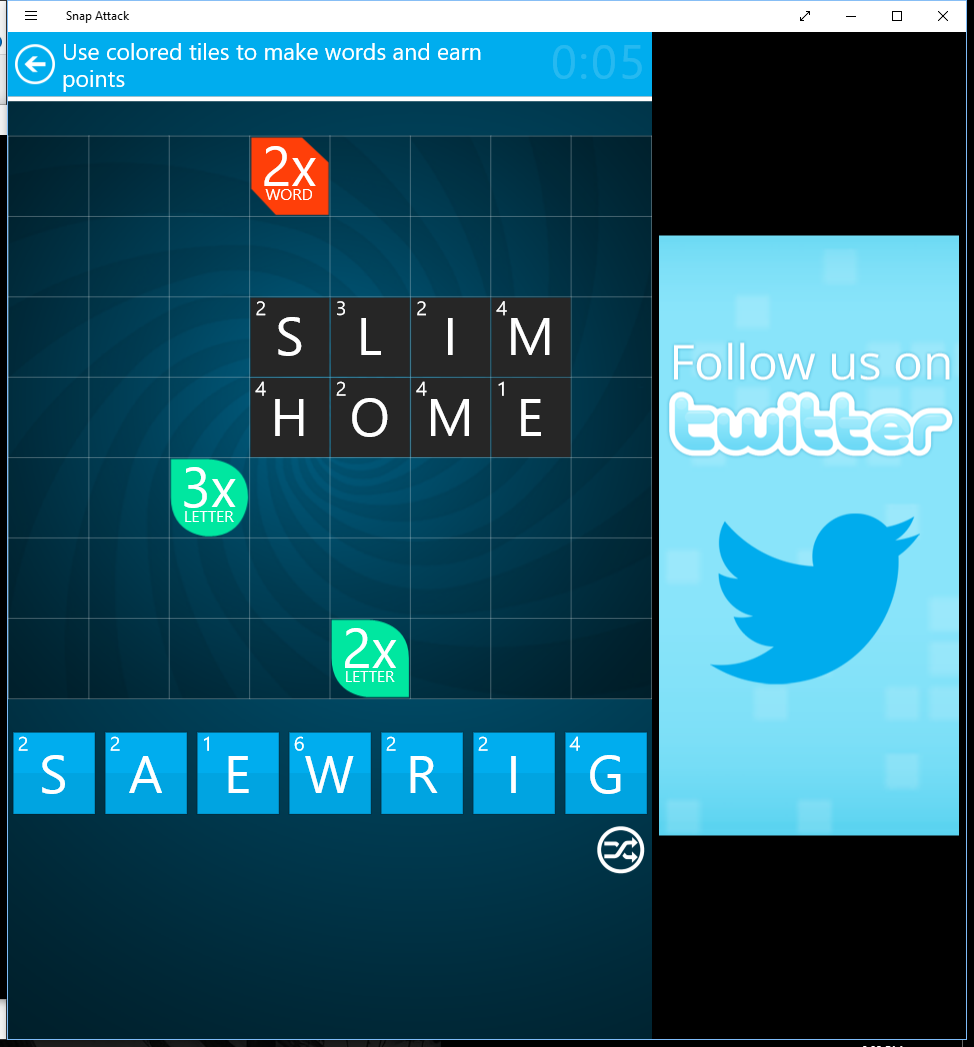 Snap Attack
Use colored tiles to make words and earn
points
0:05
2x
WORD
2 S 3 L 2 I 4 M
4 H 2 O 4 M 1 E
3x
LETTER
2x
LETTER
2 S 2 A 1 E 6 W 2 R 2 I 4 G
Follow us on
twitter